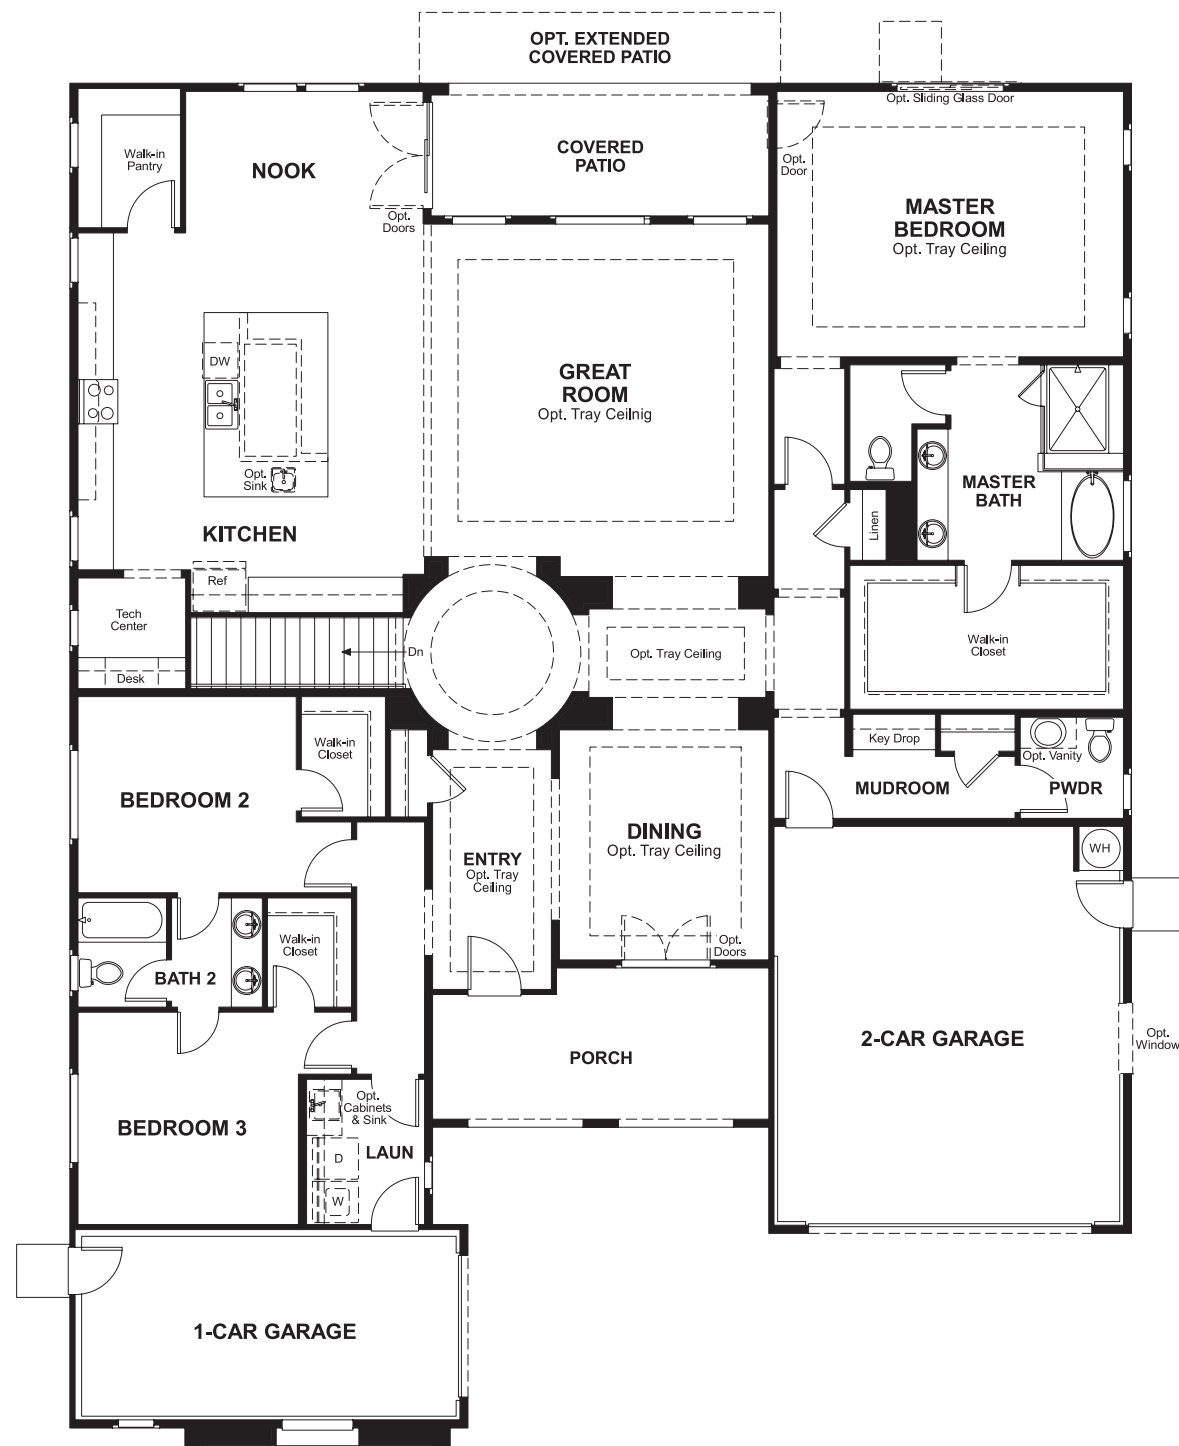 OPT. EXTENDED
COVERED PATIO
Opt. Sliding Glass Door
Walk-in
Pantry
NOOK
COVERED
PATIO
Opt.
Door
Opt.
Doors
MASTER
BEDROOM
Opt. Tray Ceiling
DW
GREAT
ROOM
Opt. Tray Ceilnig
Opt.
Sink
KITCHEN
MASTER
BATH
Linen
Ref
Tech
Center
Desk
Dn
Opt. Tray Ceiling
Walk-in
Closet
Walk-in
Closet
Key Drop
Opt. Vanity
MUDROOM
PWDR
BEDROOM 2
DINING
Opt. Tray Ceiling
ENTRY
Opt. Tray
Ceiling
WH
Walk-in
Closet
Opt.
Doors
BATH 2
2-CAR GARAGE
Opt.
Window
PORCH
Opt.
Cabinets
& Sink
BEDROOM 3
LAUN
D
W
1-CAR GARAGE